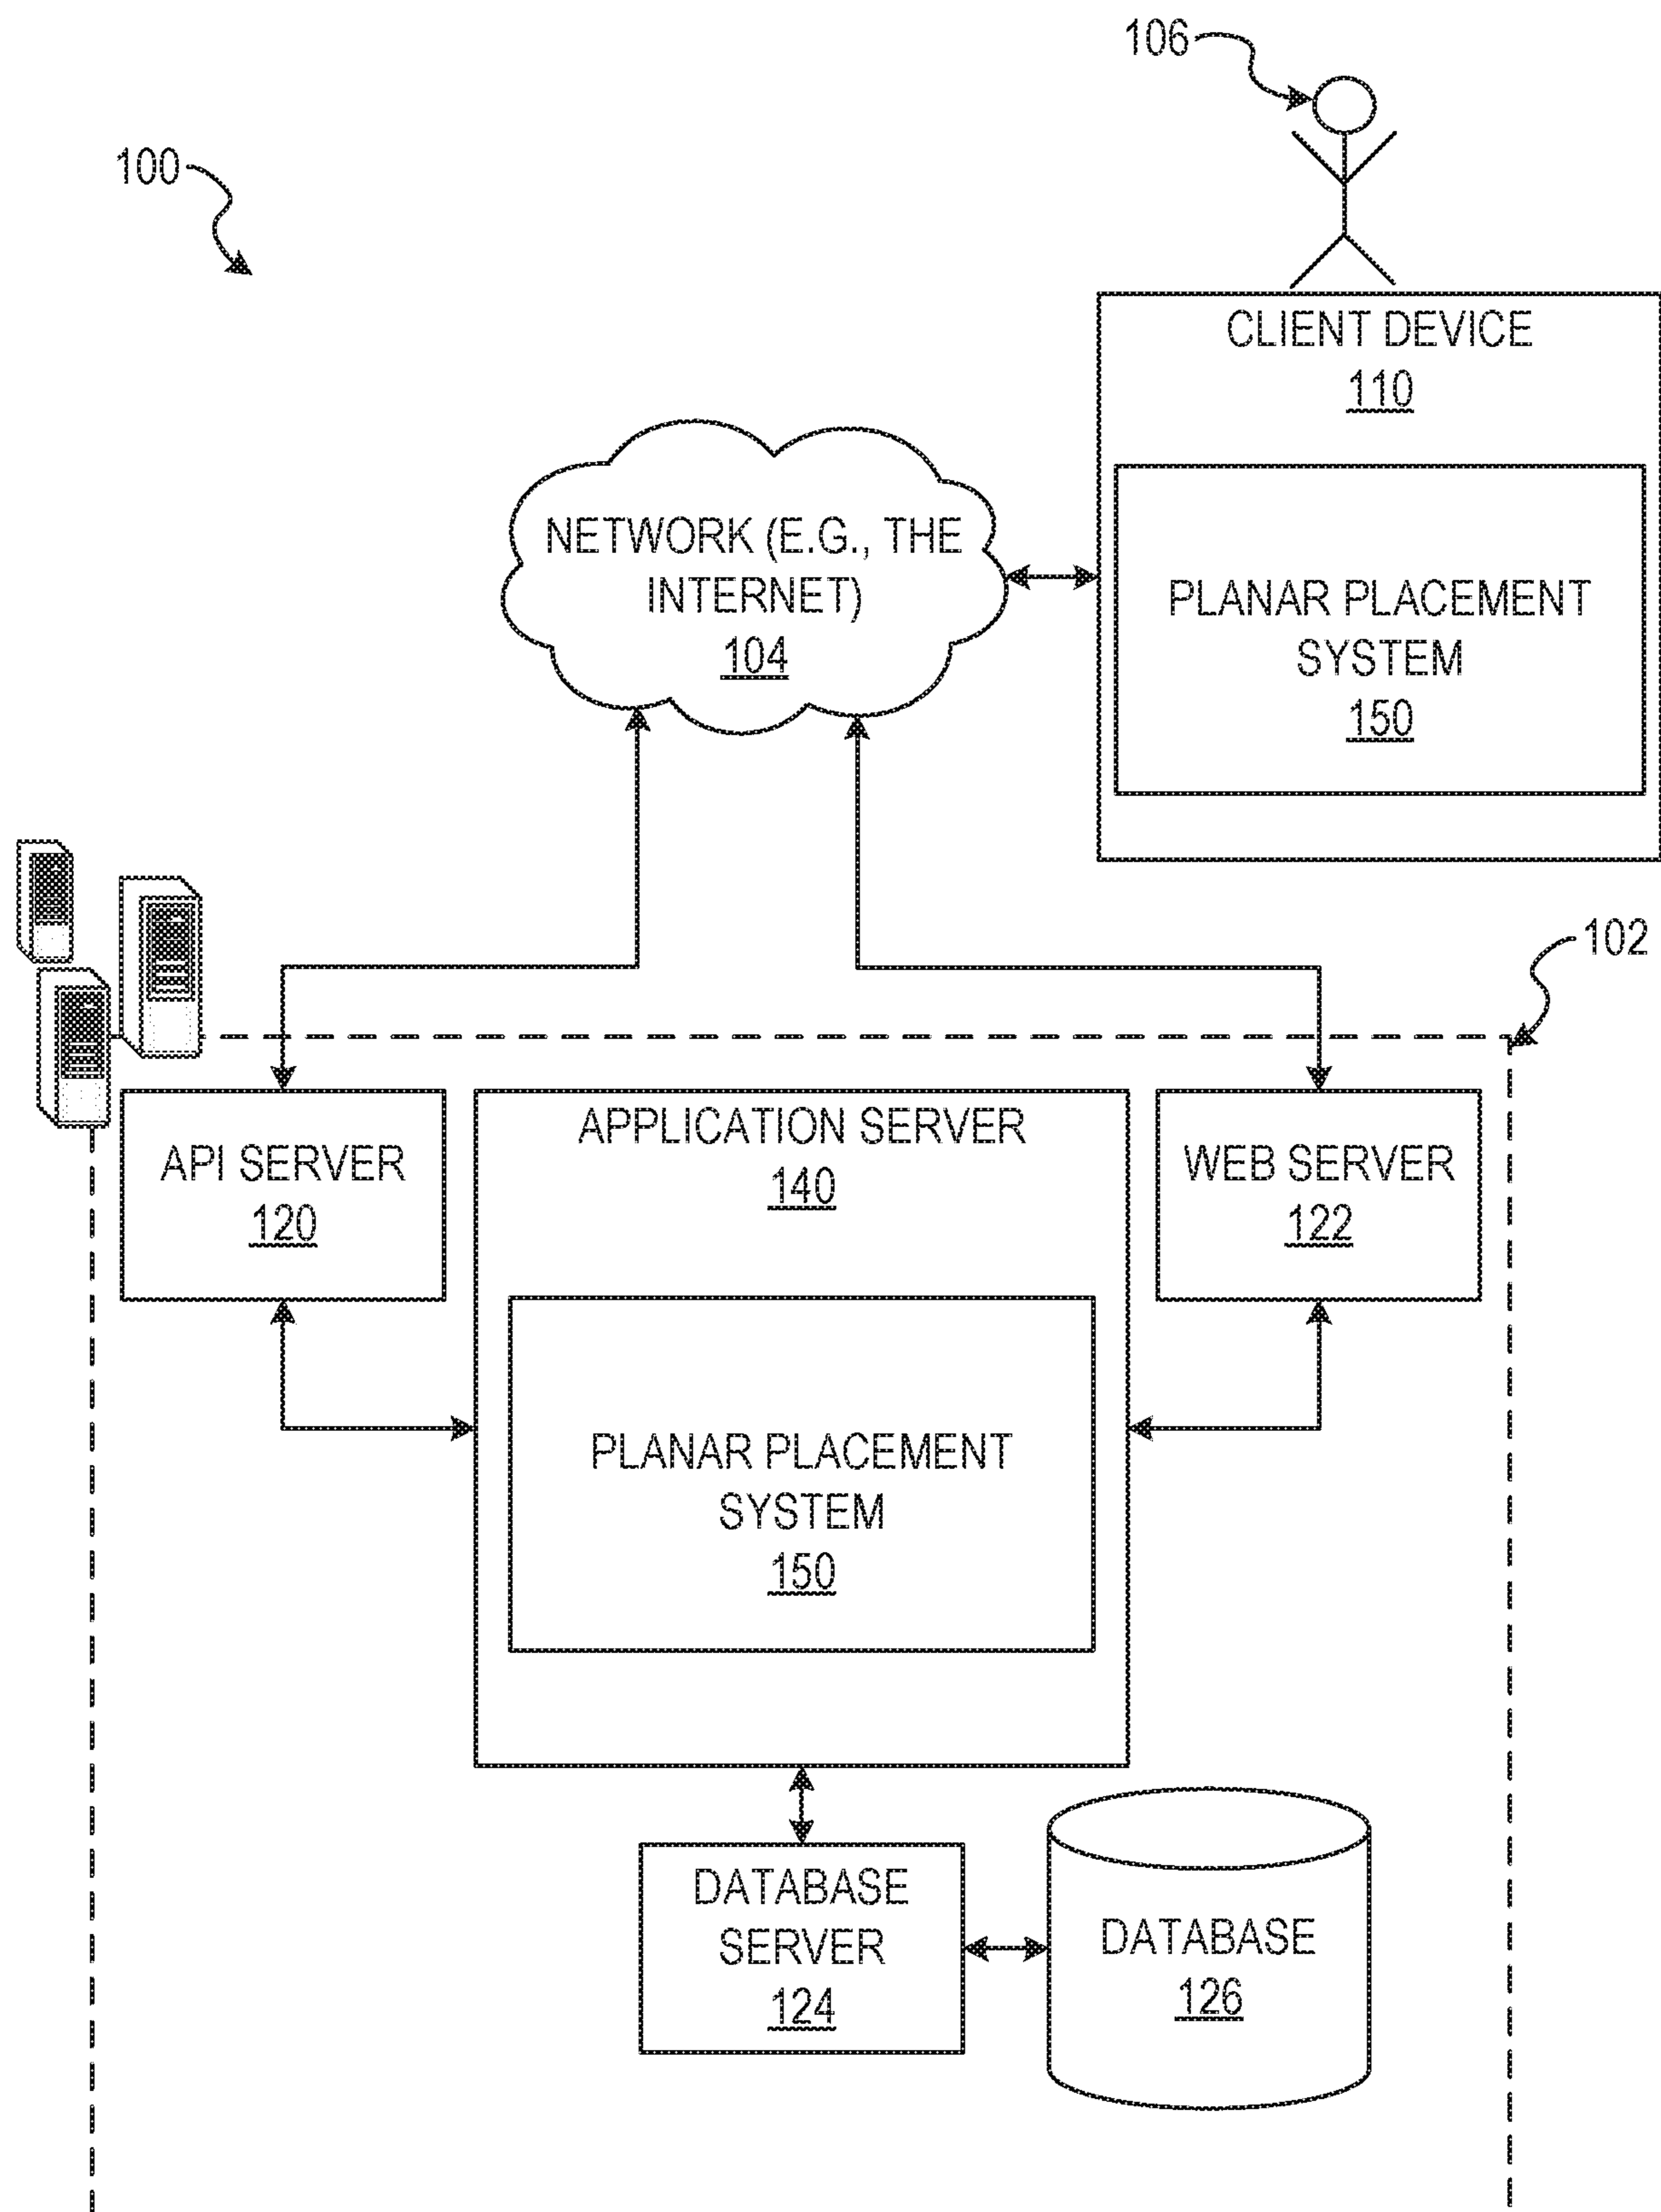 106
100
CLIENT DEVICE
110
NETWORK (E.G., THE
INTERNET)
104
PLANAR PLACEMENT
SYSTEM
150
102
API SERVER
120
APPLICATION SERVER
140
WEB SERVER
122
PLANAR PLACEMENT
SYSTEM
150
DATABASE
SERVER
124
DATABASE
126